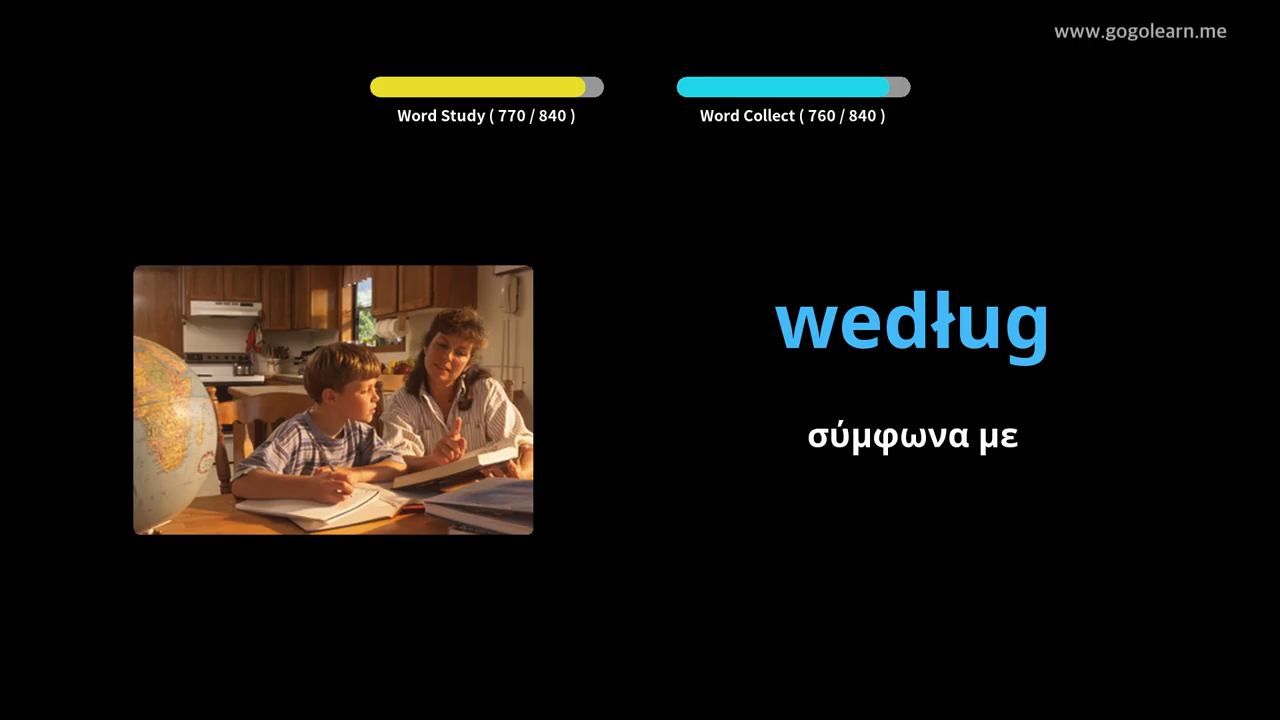 www.gogolearn.me
Word Study ( 770 / 840 )
Word Collect ( 760 / 840 )
według
σύμφωνα με